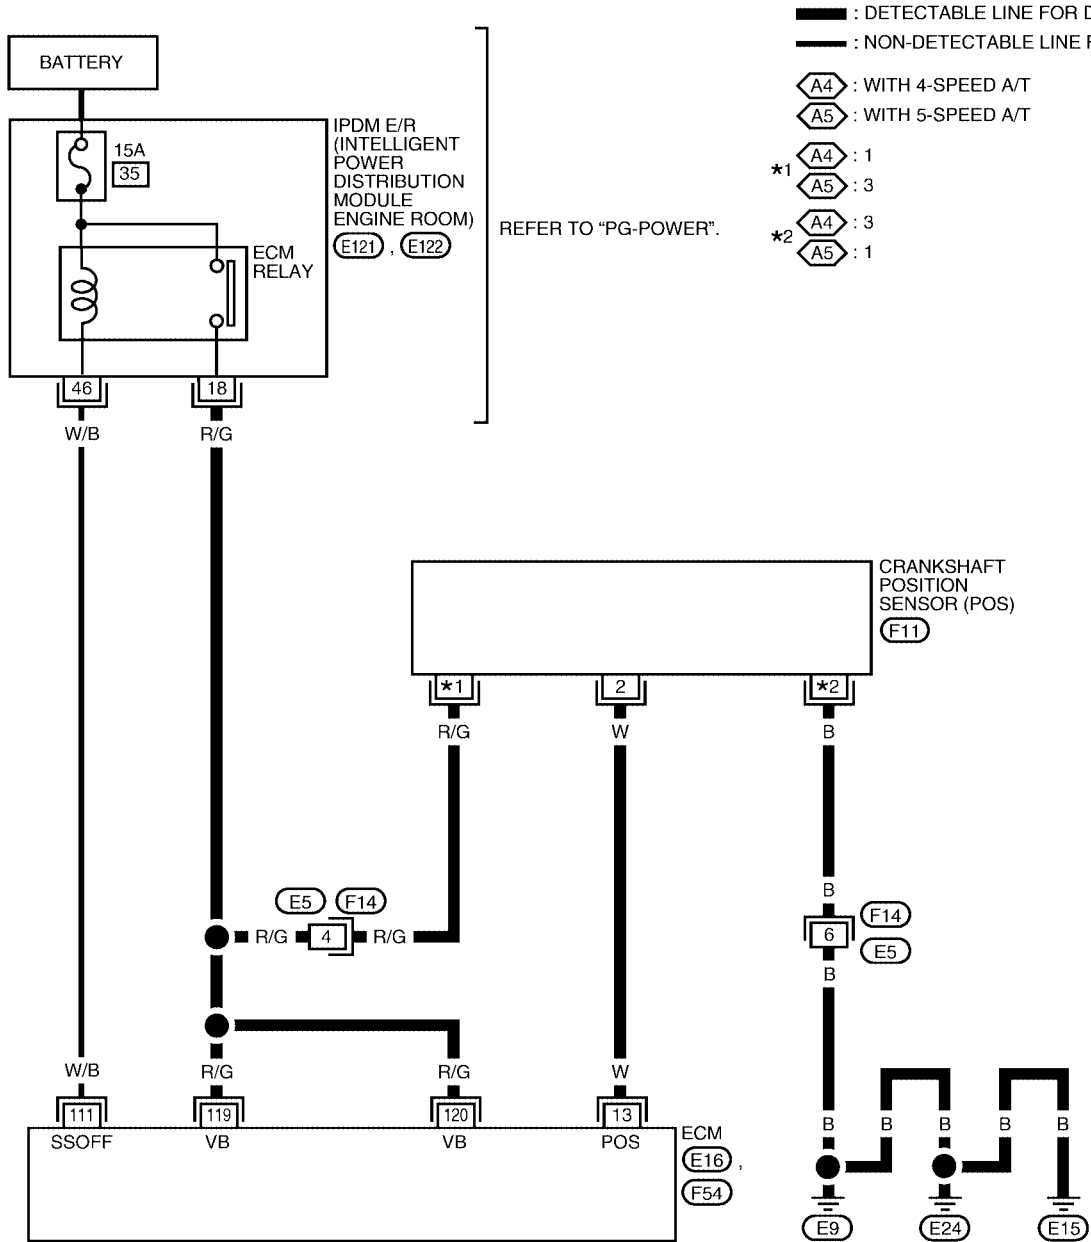 : DETECTABLE LINE FOR D
: NON-DETECTABLE LINE F
A4 : WITH 4-SPEED A/T
A5 : WITH 5-SPEED A/T
*1 A4 : 1
A5 : 3
*2 A4 : 3
A5 : 1
BATTERY
15A
35
IPDM E/R
(INTELLIGENT
POWER
DISTRIBUTION
MODULE
ENGINE ROOM)
E121 , E122
ECM
RELAY
REFER TO “PG-POWER”.
46 18
W/B R/G
CRANKSHAFT
POSITION
SENSOR (POS)
F11
*1 2 *2
R/G W B
E5 F14
R/G 4 R/G
B
F14
6
E5
B
W/B R/G R/G W
111 119 120 13
SSOFF VB VB POS
ECM
E16 ,
F54
B B B B B
E9 E24 E15